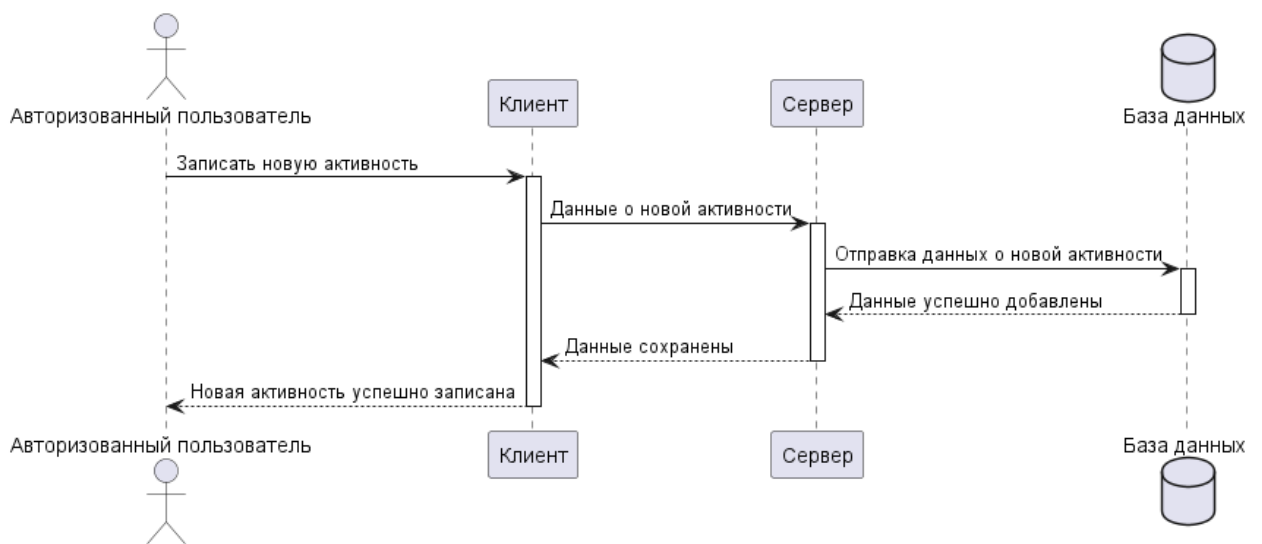 Клиент
Сервер
Авторизованный пользователь
База данных
Записать новую активность
Данные о новой активности
Отправка данных о новой активности
Данные успешно добавлены
Данные сохранены
Новая активность успешно записана
Авторизованный пользователь
База данных
Клиент
Сервер